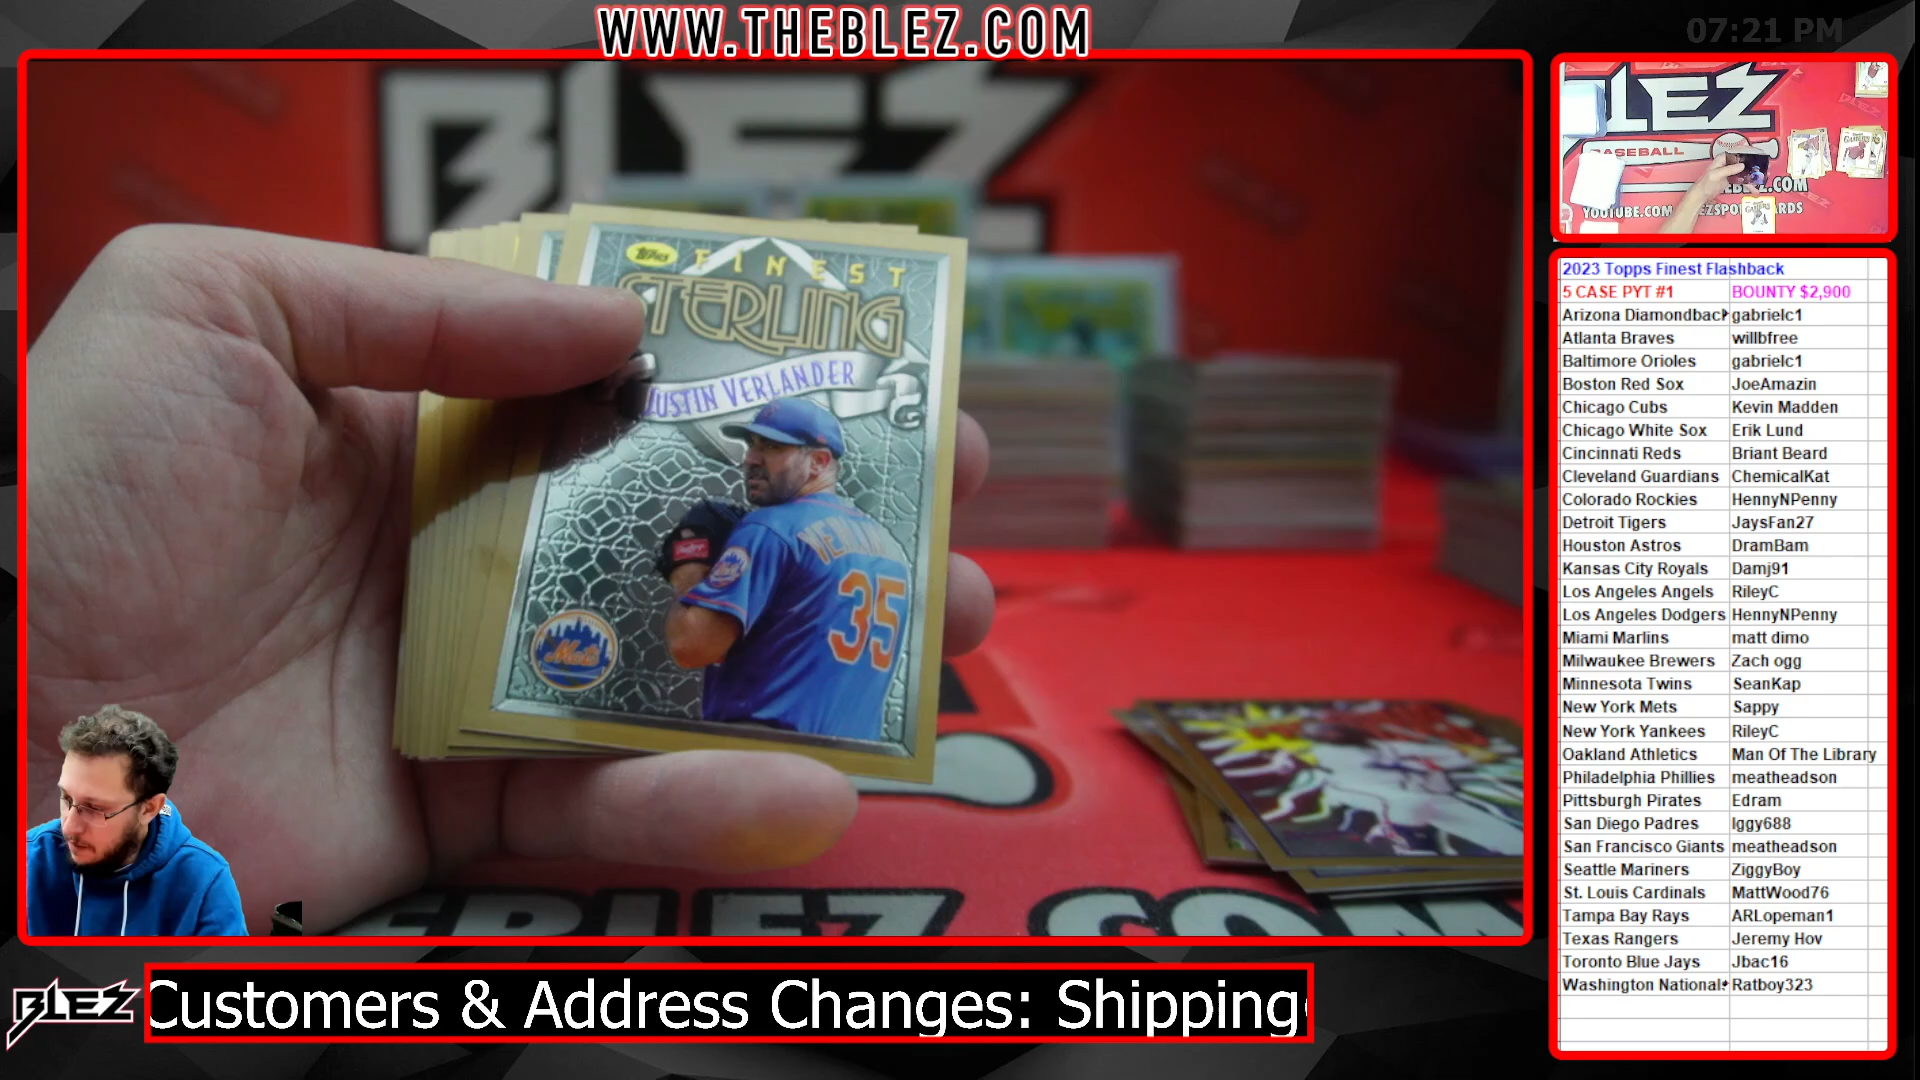 WWW.THEBLEZ.COM
07:21 PM
BLEZ
Topps
FINEST
STERLING
JUSTIN VERLANDER
35
Mets
BLEZ
BASEBALL
.COM
YOUTUBE.COM
2023 Topps Finest Flashback
5 CASE PYT #1 BOUNTY $2,900
Arizona Diamondback gabrielc1
Atlanta Braves willbfree
Baltimore Orioles gabrielc1
Boston Red Sox JoeAmazin
Chicago Cubs Kevin Madden
Chicago White Sox Erik Lund
Cincinnati Reds Briant Beard
Cleveland Guardians ChemicalKat
Colorado Rockies HennyNPenny
Detroit Tigers JaysFan27
Houston Astros DramBam
Kansas City Royals Damj91
Los Angeles Angels RileyC
Los Angeles Dodgers HennyNPenny
Miami Marlins matt dimo
Milwaukee Brewers Zach ogg
Minnesota Twins SeanKap
New York Mets Sappy
New York Yankees RileyC
Oakland Athletics Man Of The Library
Philadelphia Phillies meatheadson
Pittsburgh Pirates Edram
San Diego Padres Iggy688
San Francisco Giants meatheadson
Seattle Mariners ZiggyBoy
St. Louis Cardinals MattWood76
Tampa Bay Rays ARLopeman1
Texas Rangers Jeremy Hov
Toronto Blue Jays Jbac16
Washington Nationals Ratboy323
BLEZ
Customers & Address Changes: Shipping